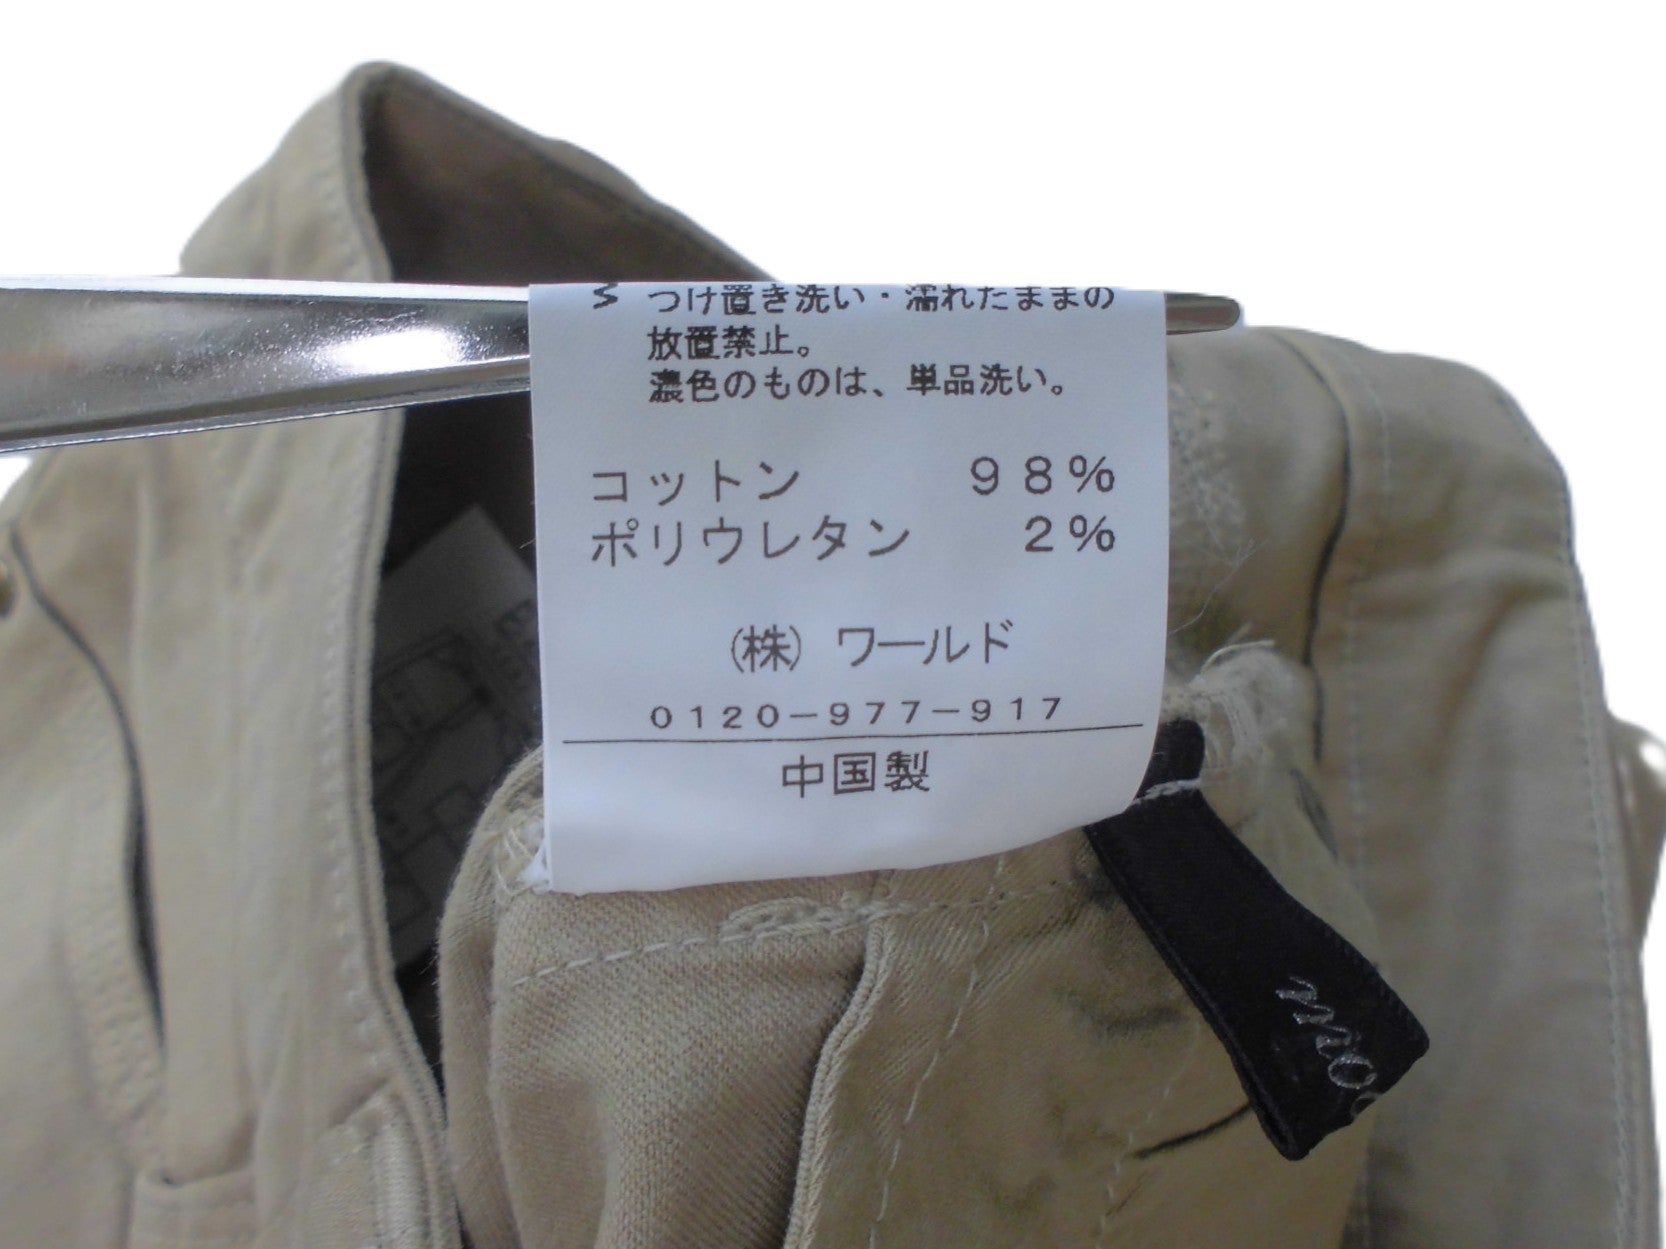 つけ置き洗い・濡れたままの
放置禁止。
濃色のものは、単品洗い。
コットン 98%
ポリウレタン 2%
(株) ワールド
0120-977-917
中国製